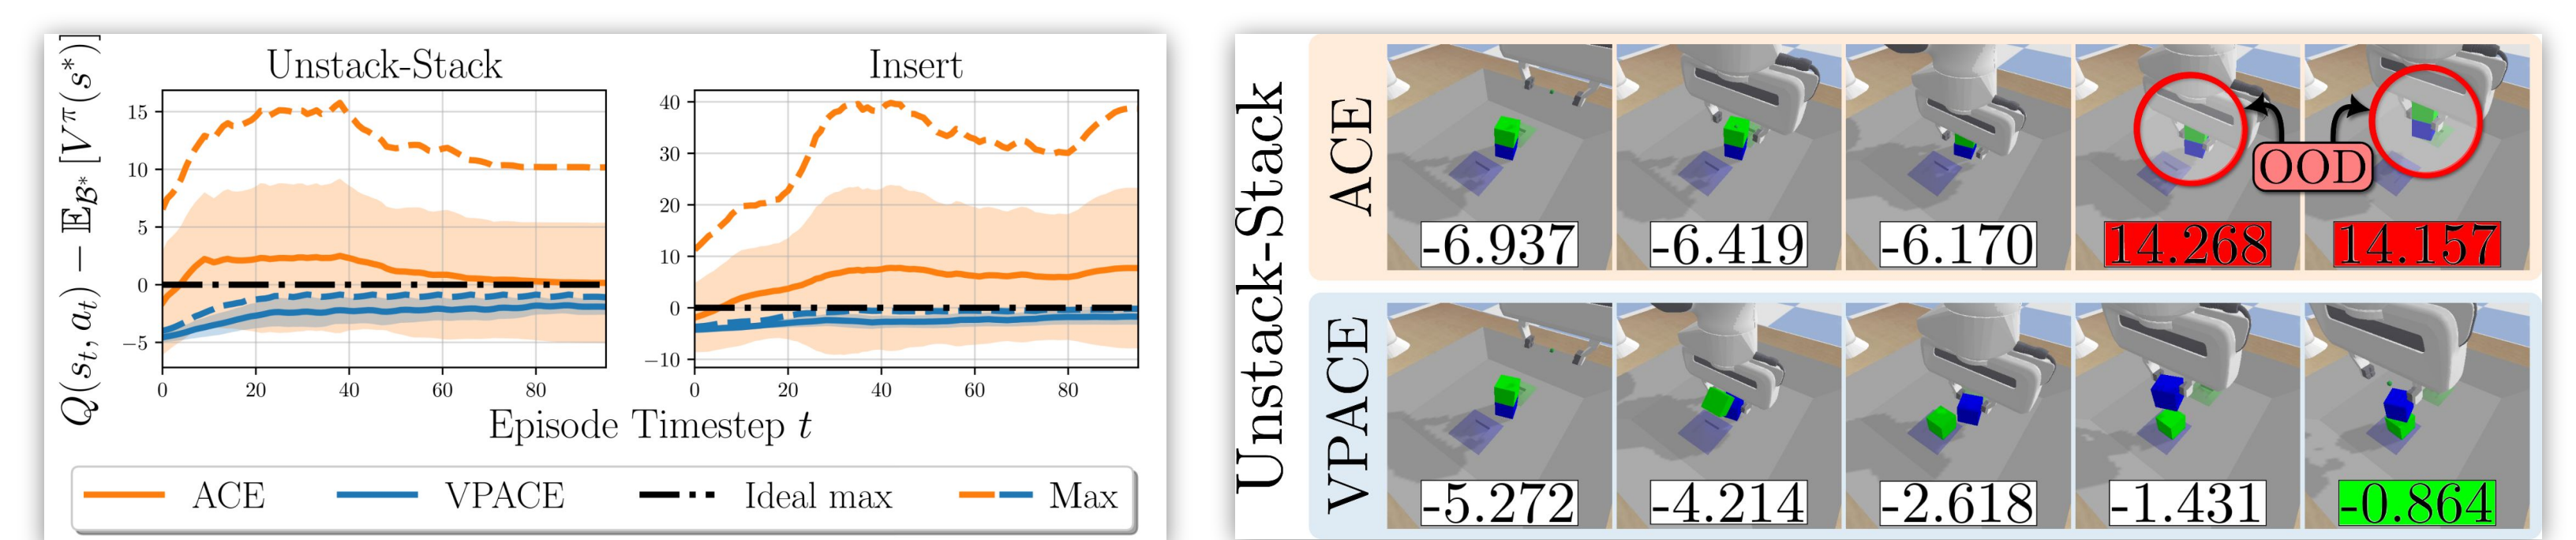 Q(s_t, a_t) − 𝔼_{ℬ*} [V^π(s*)]
Unstack-Stack
15
10
5
0
−5
0 20 40 60 80
Insert
40
30
20
10
0
−10
0 20 40 60 80
Episode Timestep t
ACE VPACE Ideal max Max
Unstack-Stack
ACE
-6.937 -6.419 -6.170 14.268 14.157
OOD
VPACE
-5.272 -4.214 -2.618 -1.431 -0.864